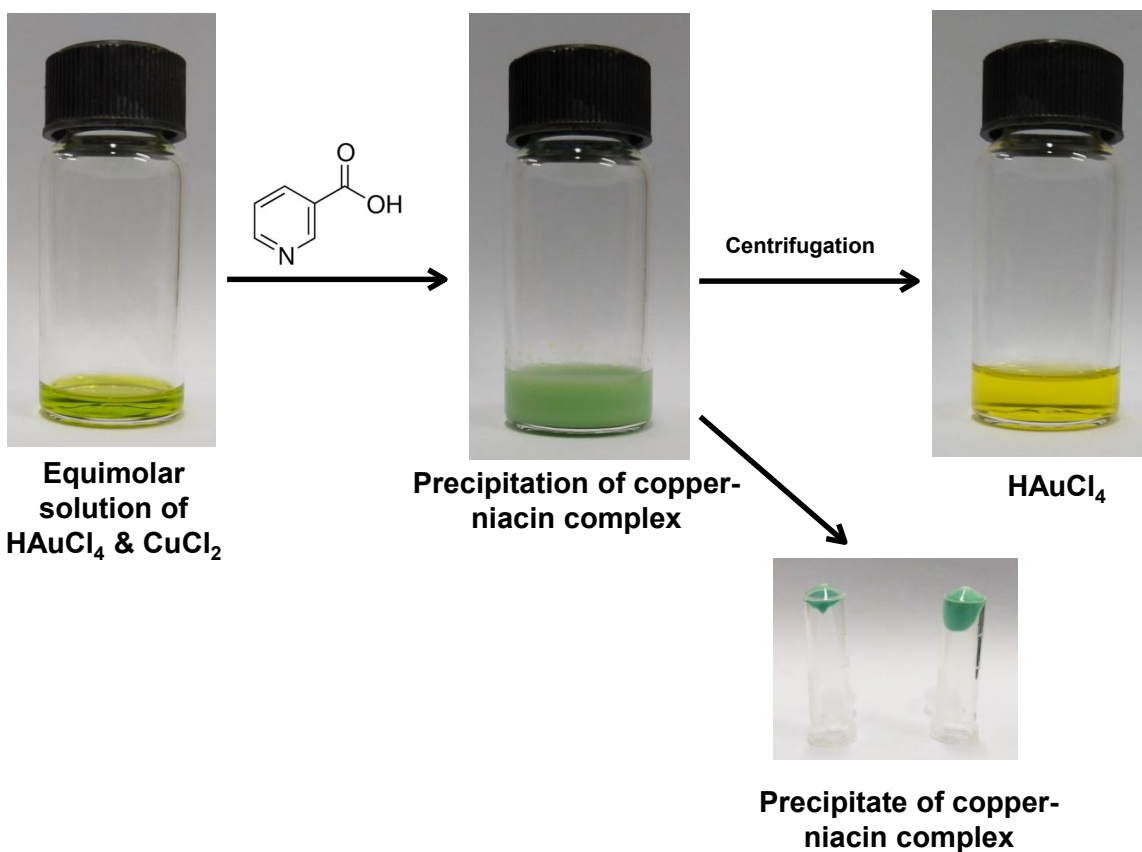 O
OH
N
Centrifugation
Equimolar
solution of
HAuCl₄ & CuCl₂
Precipitation of copper-
niacin complex
HAuCl₄
Precipitate of copper-
niacin complex